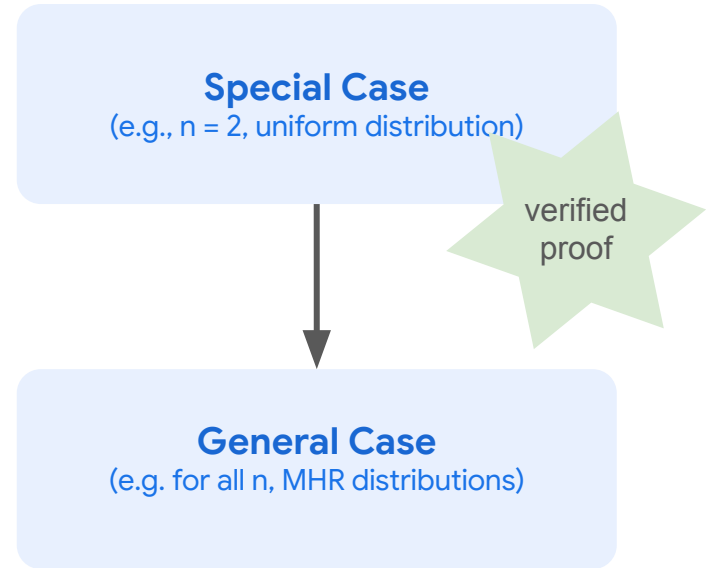 Special Case
(e.g., n = 2, uniform distribution)
verified
proof
General Case
(e.g. for all n, MHR distributions)